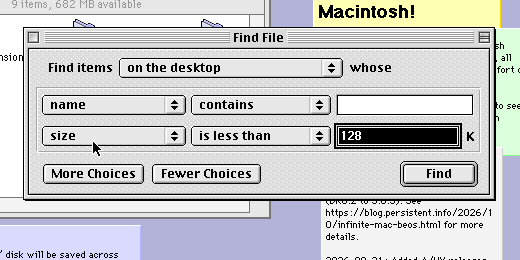 9 items, 682 MB available
Macintosh!
Find File
Find items on the desktop whose
name contains
size is less than 128 K
More Choices Fewer Choices Find
(DR0.2 to 5.0.3). See
https://blog.persistent.info/2026/1
0/infinite-mac-beos.html for more
details.
' disk will be saved across